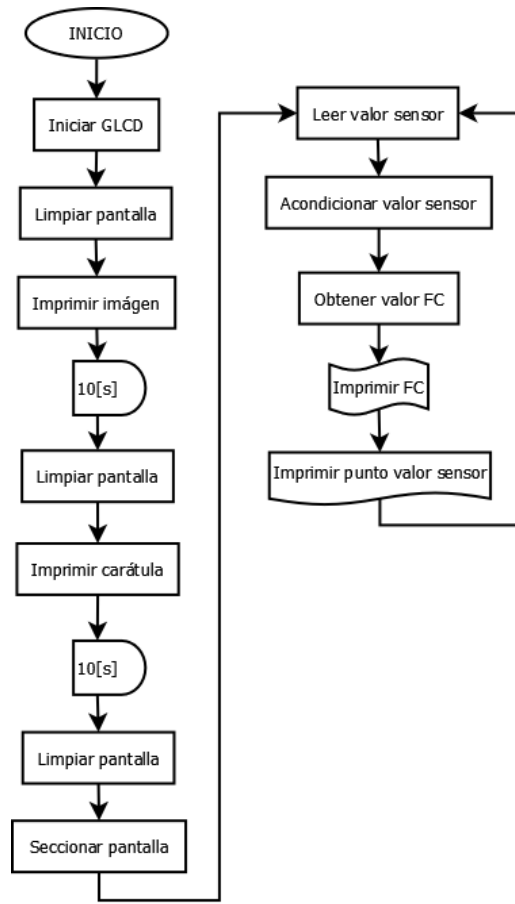 INICIO
Iniciar GLCD
Limpiar pantalla
Imprimir imágen
10[s]
Limpiar pantalla
Imprimir carátula
10[s]
Limpiar pantalla
Seccionar pantalla
Leer valor sensor
Acondicionar valor sensor
Obtener valor FC
Imprimir FC
Imprimir punto valor sensor